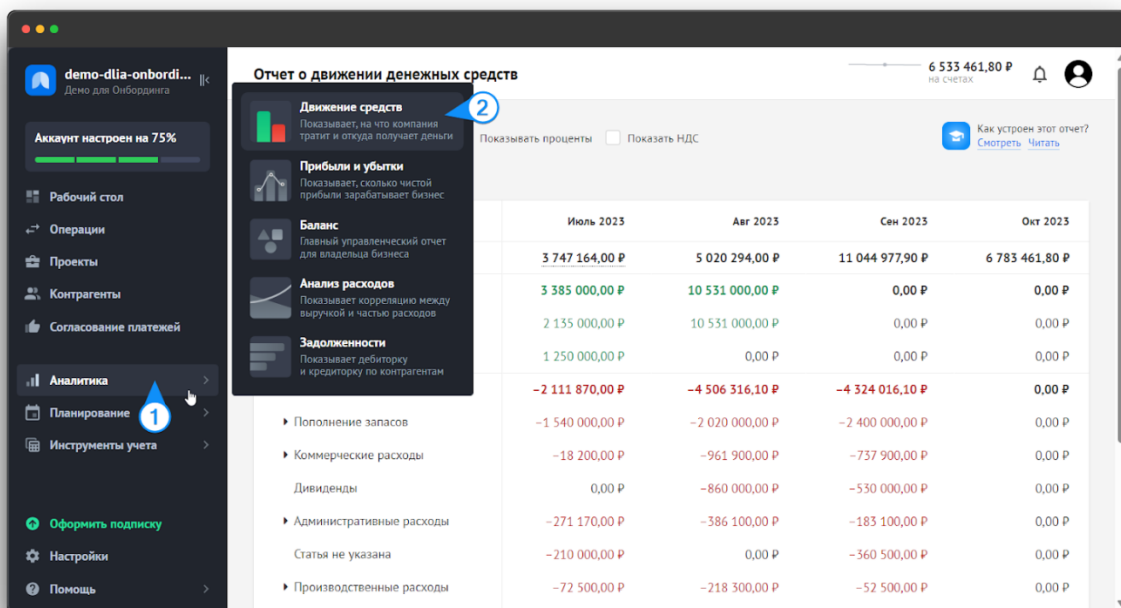 demo-dlia-onbordi...
Демо для Онбординга
Аккаунт настроен на 75%
Рабочий стол
Операции
Проекты
Контрагенты
Согласование платежей
Аналитика
1
Планирование
Инструменты учета
Оформить подписку
Настройки
Помощь
Отчет о движении денежных средств
6 533 461,80 ₽
на счетах
Движение средств
Показывает, на что компания
тратит и откуда получает деньги
2
Прибыли и убытки
Показывает, сколько чистой
прибыли зарабатывает бизнес
Баланс
Главный управленческий отчет
для владельца бизнеса
Анализ расходов
Показывает корреляцию между
выручкой и частью расходов
Задолженности
Показывает дебиторку
и кредиторку по контрагентам
Показывать проценты Показать НДС
Как устроен этот отчет?
Смотреть Читать
Июль 2023 Авг 2023 Сен 2023 Окт 2023
3 747 164,00 ₽ 5 020 294,00 ₽ 11 044 977,90 ₽ 6 783 461,80 ₽
3 385 000,00 ₽ 10 531 000,00 ₽ 0,00 ₽ 0,00 ₽
2 135 000,00 ₽ 10 531 000,00 ₽ 0,00 ₽ 0,00 ₽
1 250 000,00 ₽ 0,00 ₽ 0,00 ₽ 0,00 ₽
−2 111 870,00 ₽ −4 506 316,10 ₽ −4 324 016,10 ₽ 0,00 ₽
Пополнение запасов −1 540 000,00 ₽ −2 020 000,00 ₽ −2 400 000,00 ₽ 0,00 ₽
Коммерческие расходы −18 200,00 ₽ −961 900,00 ₽ −737 900,00 ₽ 0,00 ₽
Дивиденды 0,00 ₽ −860 000,00 ₽ −530 000,00 ₽ 0,00 ₽
Административные расходы −271 170,00 ₽ −386 100,00 ₽ −183 100,00 ₽ 0,00 ₽
Статья не указана −210 000,00 ₽ 0,00 ₽ −360 500,00 ₽ 0,00 ₽
Производственные расходы −72 500,00 ₽ −218 300,00 ₽ −52 500,00 ₽ 0,00 ₽